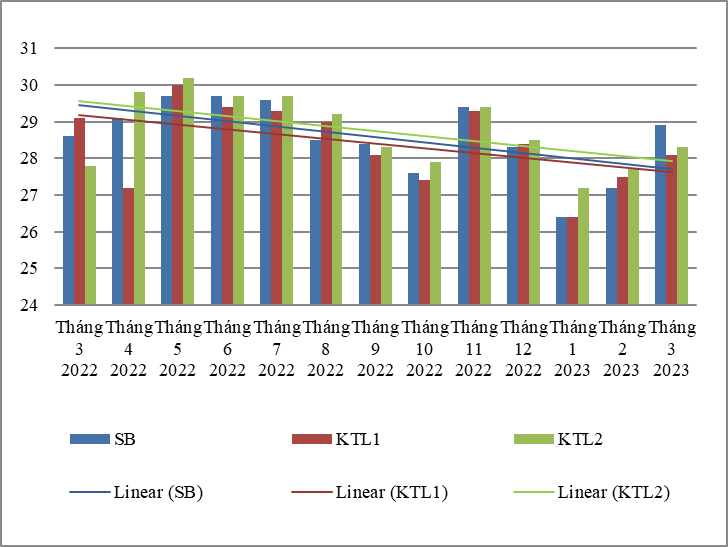 31
30
29
28
27
26
25
24
Tháng Tháng Tháng Tháng Tháng Tháng Tháng Tháng Tháng Tháng Tháng Tháng Tháng
3 4 5 6 7 8 9 10 11 12 1 2 3
2022 2022 2022 2022 2022 2022 2022 2022 2022 2022 2023 2023 2023
SB KTL1 KTL2
Linear (SB) Linear (KTL1) Linear (KTL2)